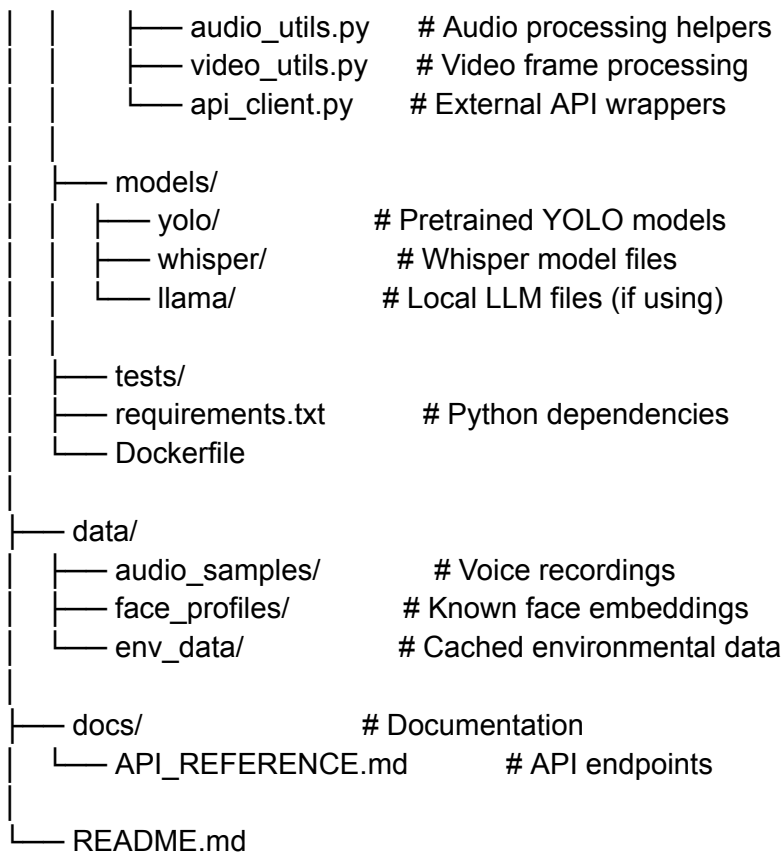 │   │       ├── audio_utils.py     # Audio processing helpers
│   │       ├── video_utils.py     # Video frame processing
│   │       └── api_client.py      # External API wrappers
│   │
│   ├── models/
│   │   ├── yolo/                # Pretrained YOLO models
│   │   ├── whisper/              # Whisper model files
│   │   └── llama/                # Local LLM files (if using)
│   │
│   ├── tests/
│   ├── requirements.txt            # Python dependencies
│   └── Dockerfile
│
├── data/
│   ├── audio_samples/            # Voice recordings
│   ├── face_profiles/           # Known face embeddings
│   └── env_data/               # Cached environmental data
│
├── docs/                    # Documentation
│   └── API_REFERENCE.md          # API endpoints
│
└── README.md